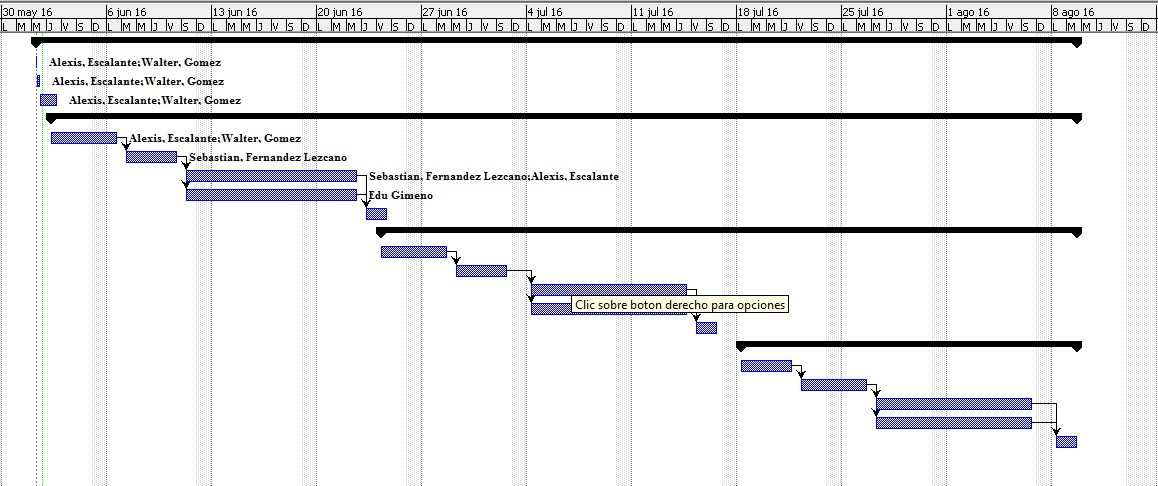 30 may 16 6 jun 16 13 jun 16 20 jun 16 27 jun 16 4 jul 16 11 jul 16 18 jul 16 25 jul 16 1 ago 16 8 ago 16
L M M J V S D L M M J V S D L M M J V S D L M M J V S D L M M J V S D L M M J V S D L M M J V S D L M M J V S D L M M J V S D L M M J V S D L M M J V S D
Alexis, Escalante;Walter, Gomez
Alexis, Escalante;Walter, Gomez
Alexis, Escalante;Walter, Gomez
Alexis, Escalante;Walter, Gomez
Sebastian, Fernandez Lezcano
Sebastian, Fernandez Lezcano;Alexis, Escalante
Edu Gimeno
Clic sobre boton derecho para opciones